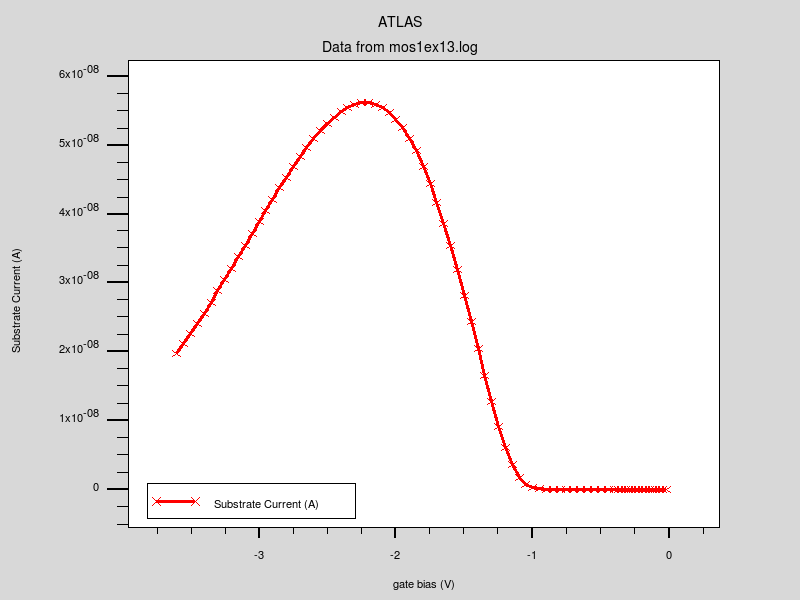 ATLAS
Data from mos1ex13.log
6x10-08
5x10-08
4x10-08
3x10-08
2x10-08
1x10-08
0
Substrate Current (A)
Substrate Current (A)
-3 -2 -1 0
gate bias (V)